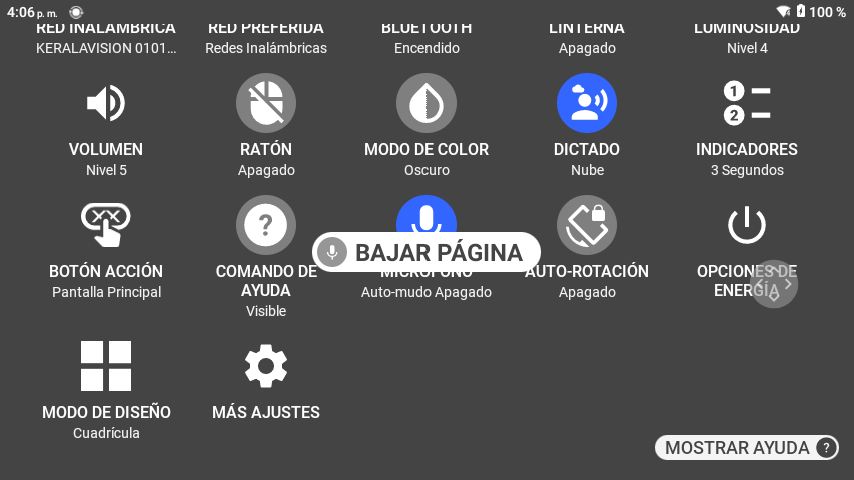 4:06 p. m.
100 %
RED INALÁMBRICA
RED PREFERIDA
BLUETOOTH
LINTERNA
LUMINOSIDAD
KERALAVISION 0101…
Redes Inalámbricas
Encendido
Apagado
Nivel 4
VOLUMEN
RATÓN
MODO DE COLOR
DICTADO
INDICADORES
Nivel 5
Apagado
Oscuro
Nube
3 Segundos
BAJAR PÁGINA
BOTÓN ACCIÓN
COMANDO DE
AYUDA
MICRÓFONO
AUTO-ROTACIÓN
OPCIONES DE
ENERGÍA
Pantalla Principal
Visible
Auto-mudo Apagado
Apagado
MODO DE DISEÑO
MÁS AJUSTES
Cuadrícula
MOSTRAR AYUDA ?